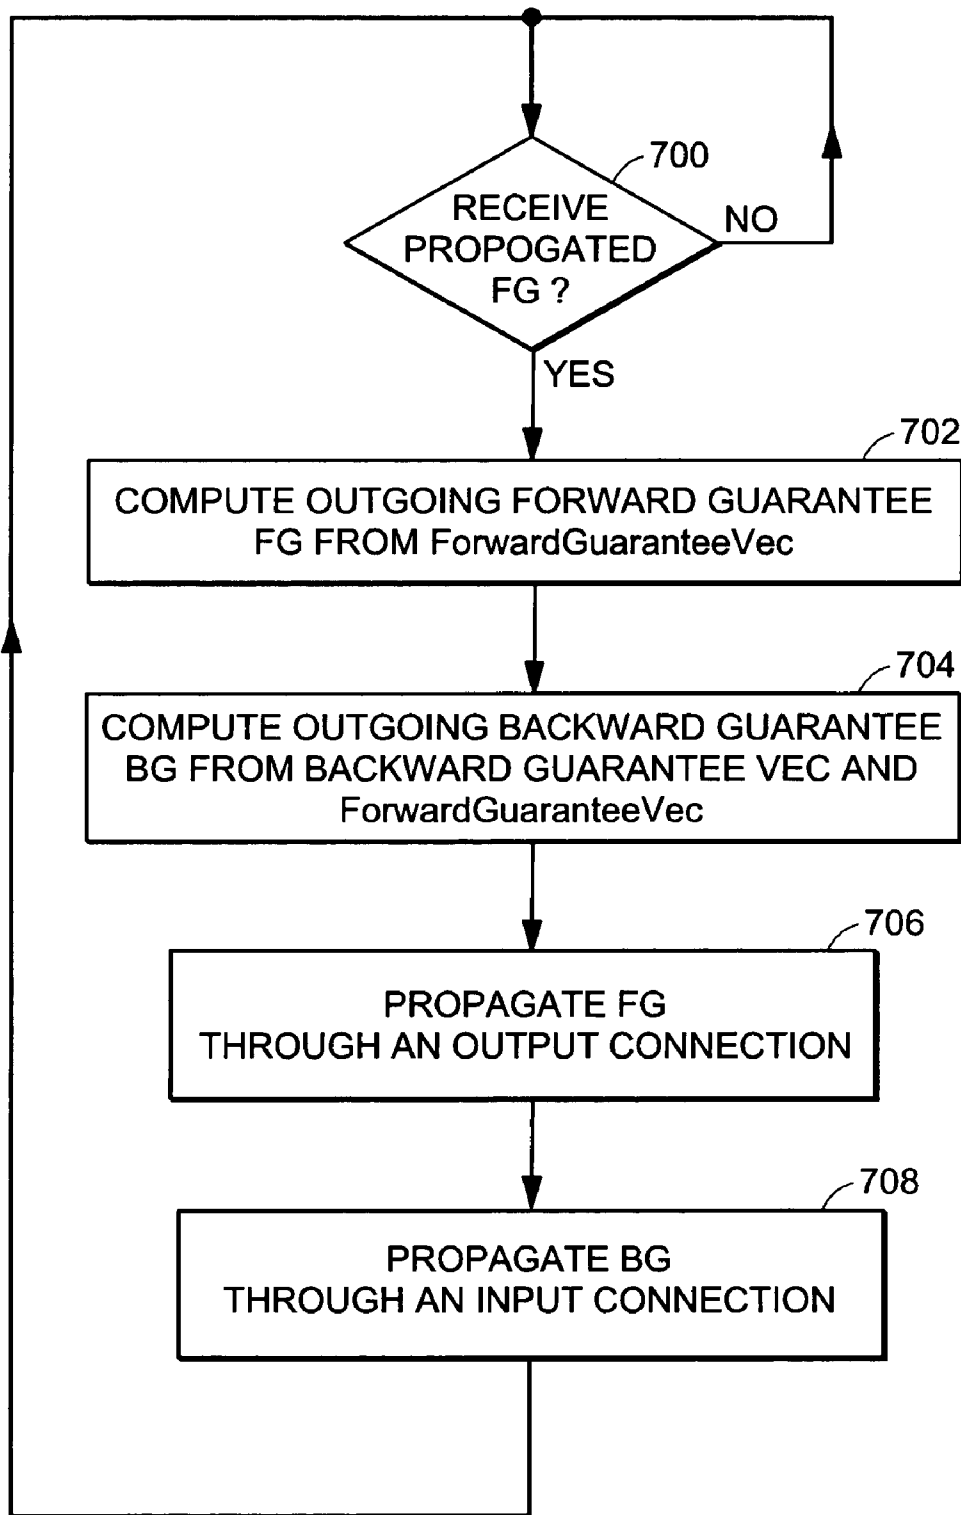 700
RECEIVE
PROPOGATED
FG ?
NO
YES
702
COMPUTE OUTGOING FORWARD GUARANTEE
FG FROM ForwardGuaranteeVec
704
COMPUTE OUTGOING BACKWARD GUARANTEE
BG FROM BACKWARD GUARANTEE VEC AND
ForwardGuaranteeVec
706
PROPAGATE FG
THROUGH AN OUTPUT CONNECTION
708
PROPAGATE BG
THROUGH AN INPUT CONNECTION